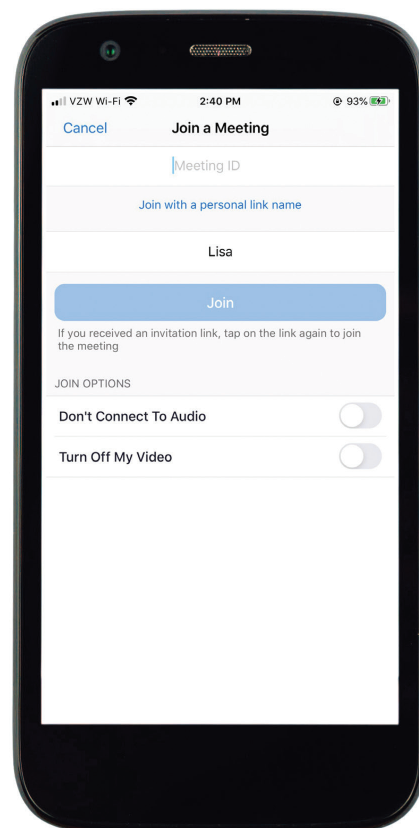 VZW Wi-Fi 2:40 PM 93%
Cancel Join a Meeting
Meeting ID
Join with a personal link name
Lisa
Join
If you received an invitation link, tap on the link again to join
the meeting
JOIN OPTIONS
Don't Connect To Audio
Turn Off My Video